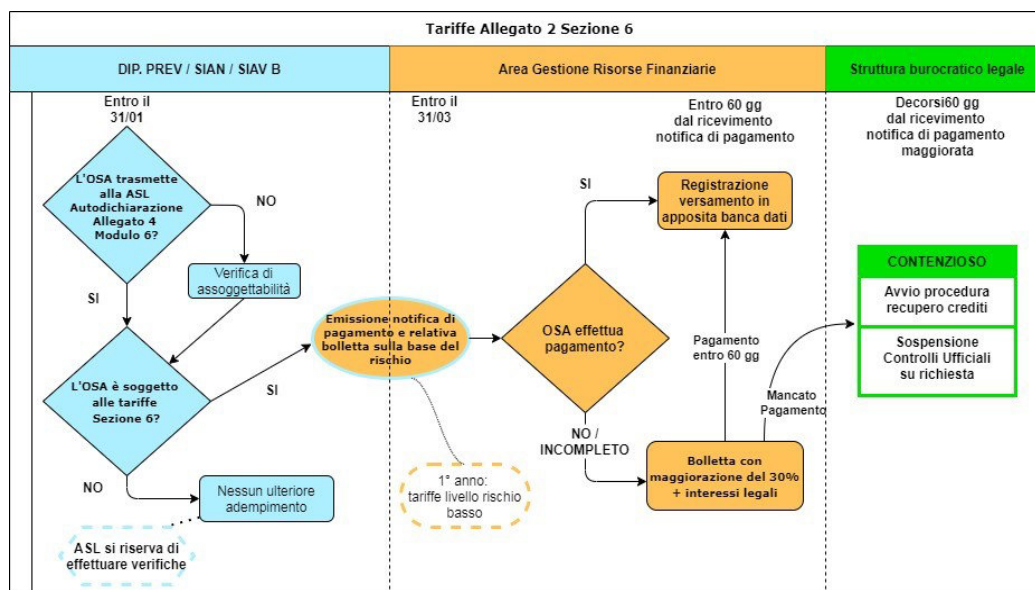 Tariffe Allegato 2 Sezione 6
DIP. PREV / SIAN / SIAV B
Area Gestione Risorse Finanziarie
Struttura burocratico legale
Entro il
31/01
Entro il
31/03
Entro 60 gg
dal ricevimento
notifica di pagamento
Decorsi60 gg
dal ricevimento
notifica di pagamento
maggiorata
L'OSA trasmette
alla ASL
Autodichiarazione
Allegato 4
Modulo 6?
NO
SI
Verifica di
assoggettabilità
L'OSA è soggetto
alle tariffe
Sezione 6?
SI
NO
Nessun ulteriore
adempimento
ASL si riserva di
effettuare verifiche
Emissione notifica di
pagamento e relativa
bolletta sulla base del
rischio
1° anno:
tariffe livello rischio
basso
OSA effettua
pagamento?
SI
Registrazione
versamento in
apposita banca dati
NO /
INCOMPLETO
Bolletta con
maggiorazione del 30%
+ interessi legali
Pagamento
entro 60 gg
Mancato
Pagamento
CONTENZIOSO
Avvio procedura
recupero crediti
Sospensione
Controlli Ufficiali
su richiesta